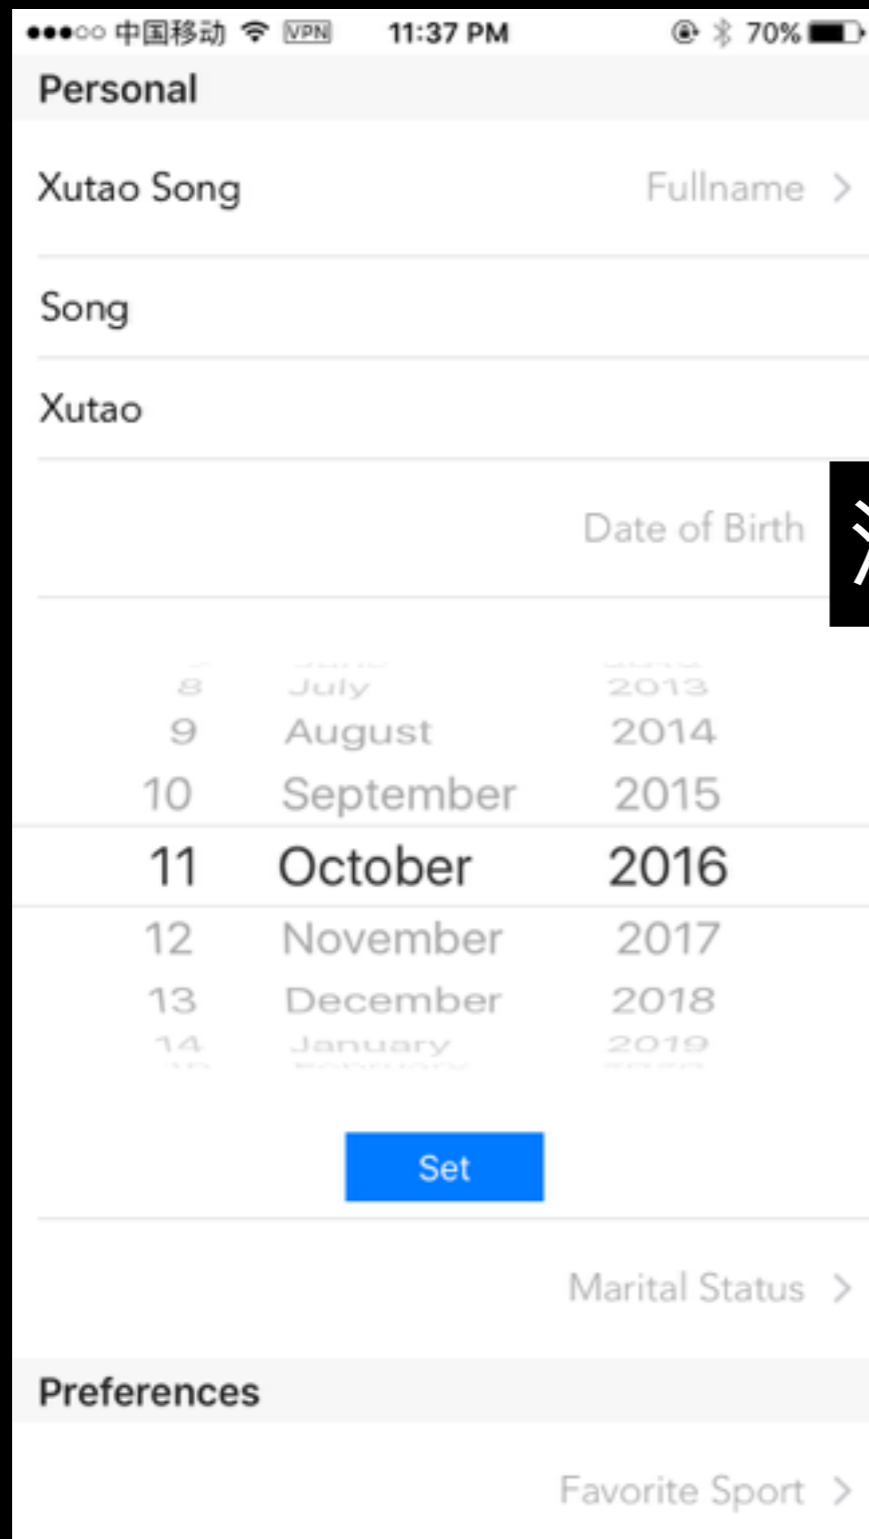 中国移动 VPN 11:37 PM 70%
Personal
Xutao Song Fullname
Song
Xutao
Date of Birth
8 July 2013
9 August 2014
10 September 2015
11 October 2016
12 November 2017
13 December 2018
14 January 2019
Set
Marital Status
Preferences
Favorite Sport